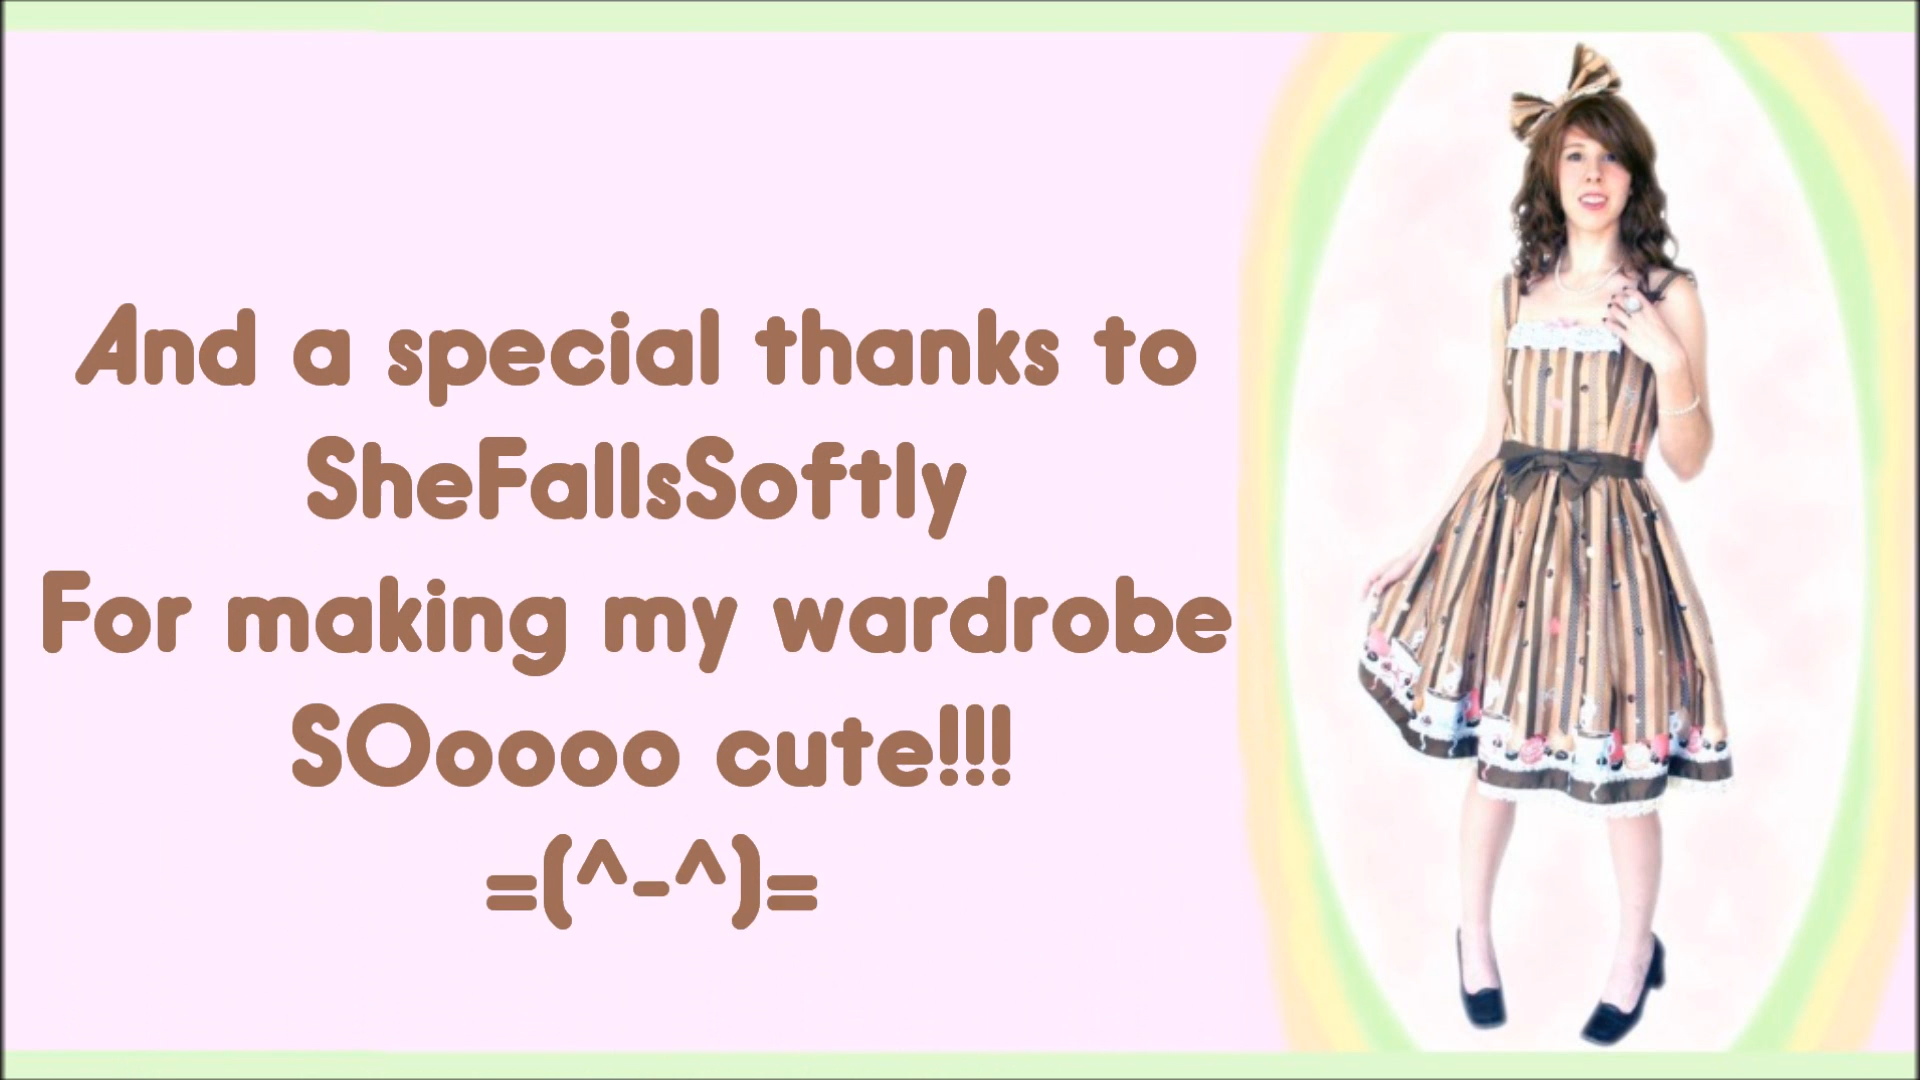 And a special thanks to
SheFallsSoftly
For making my wardrobe
SOoooo cute!!!
=(^-^)=